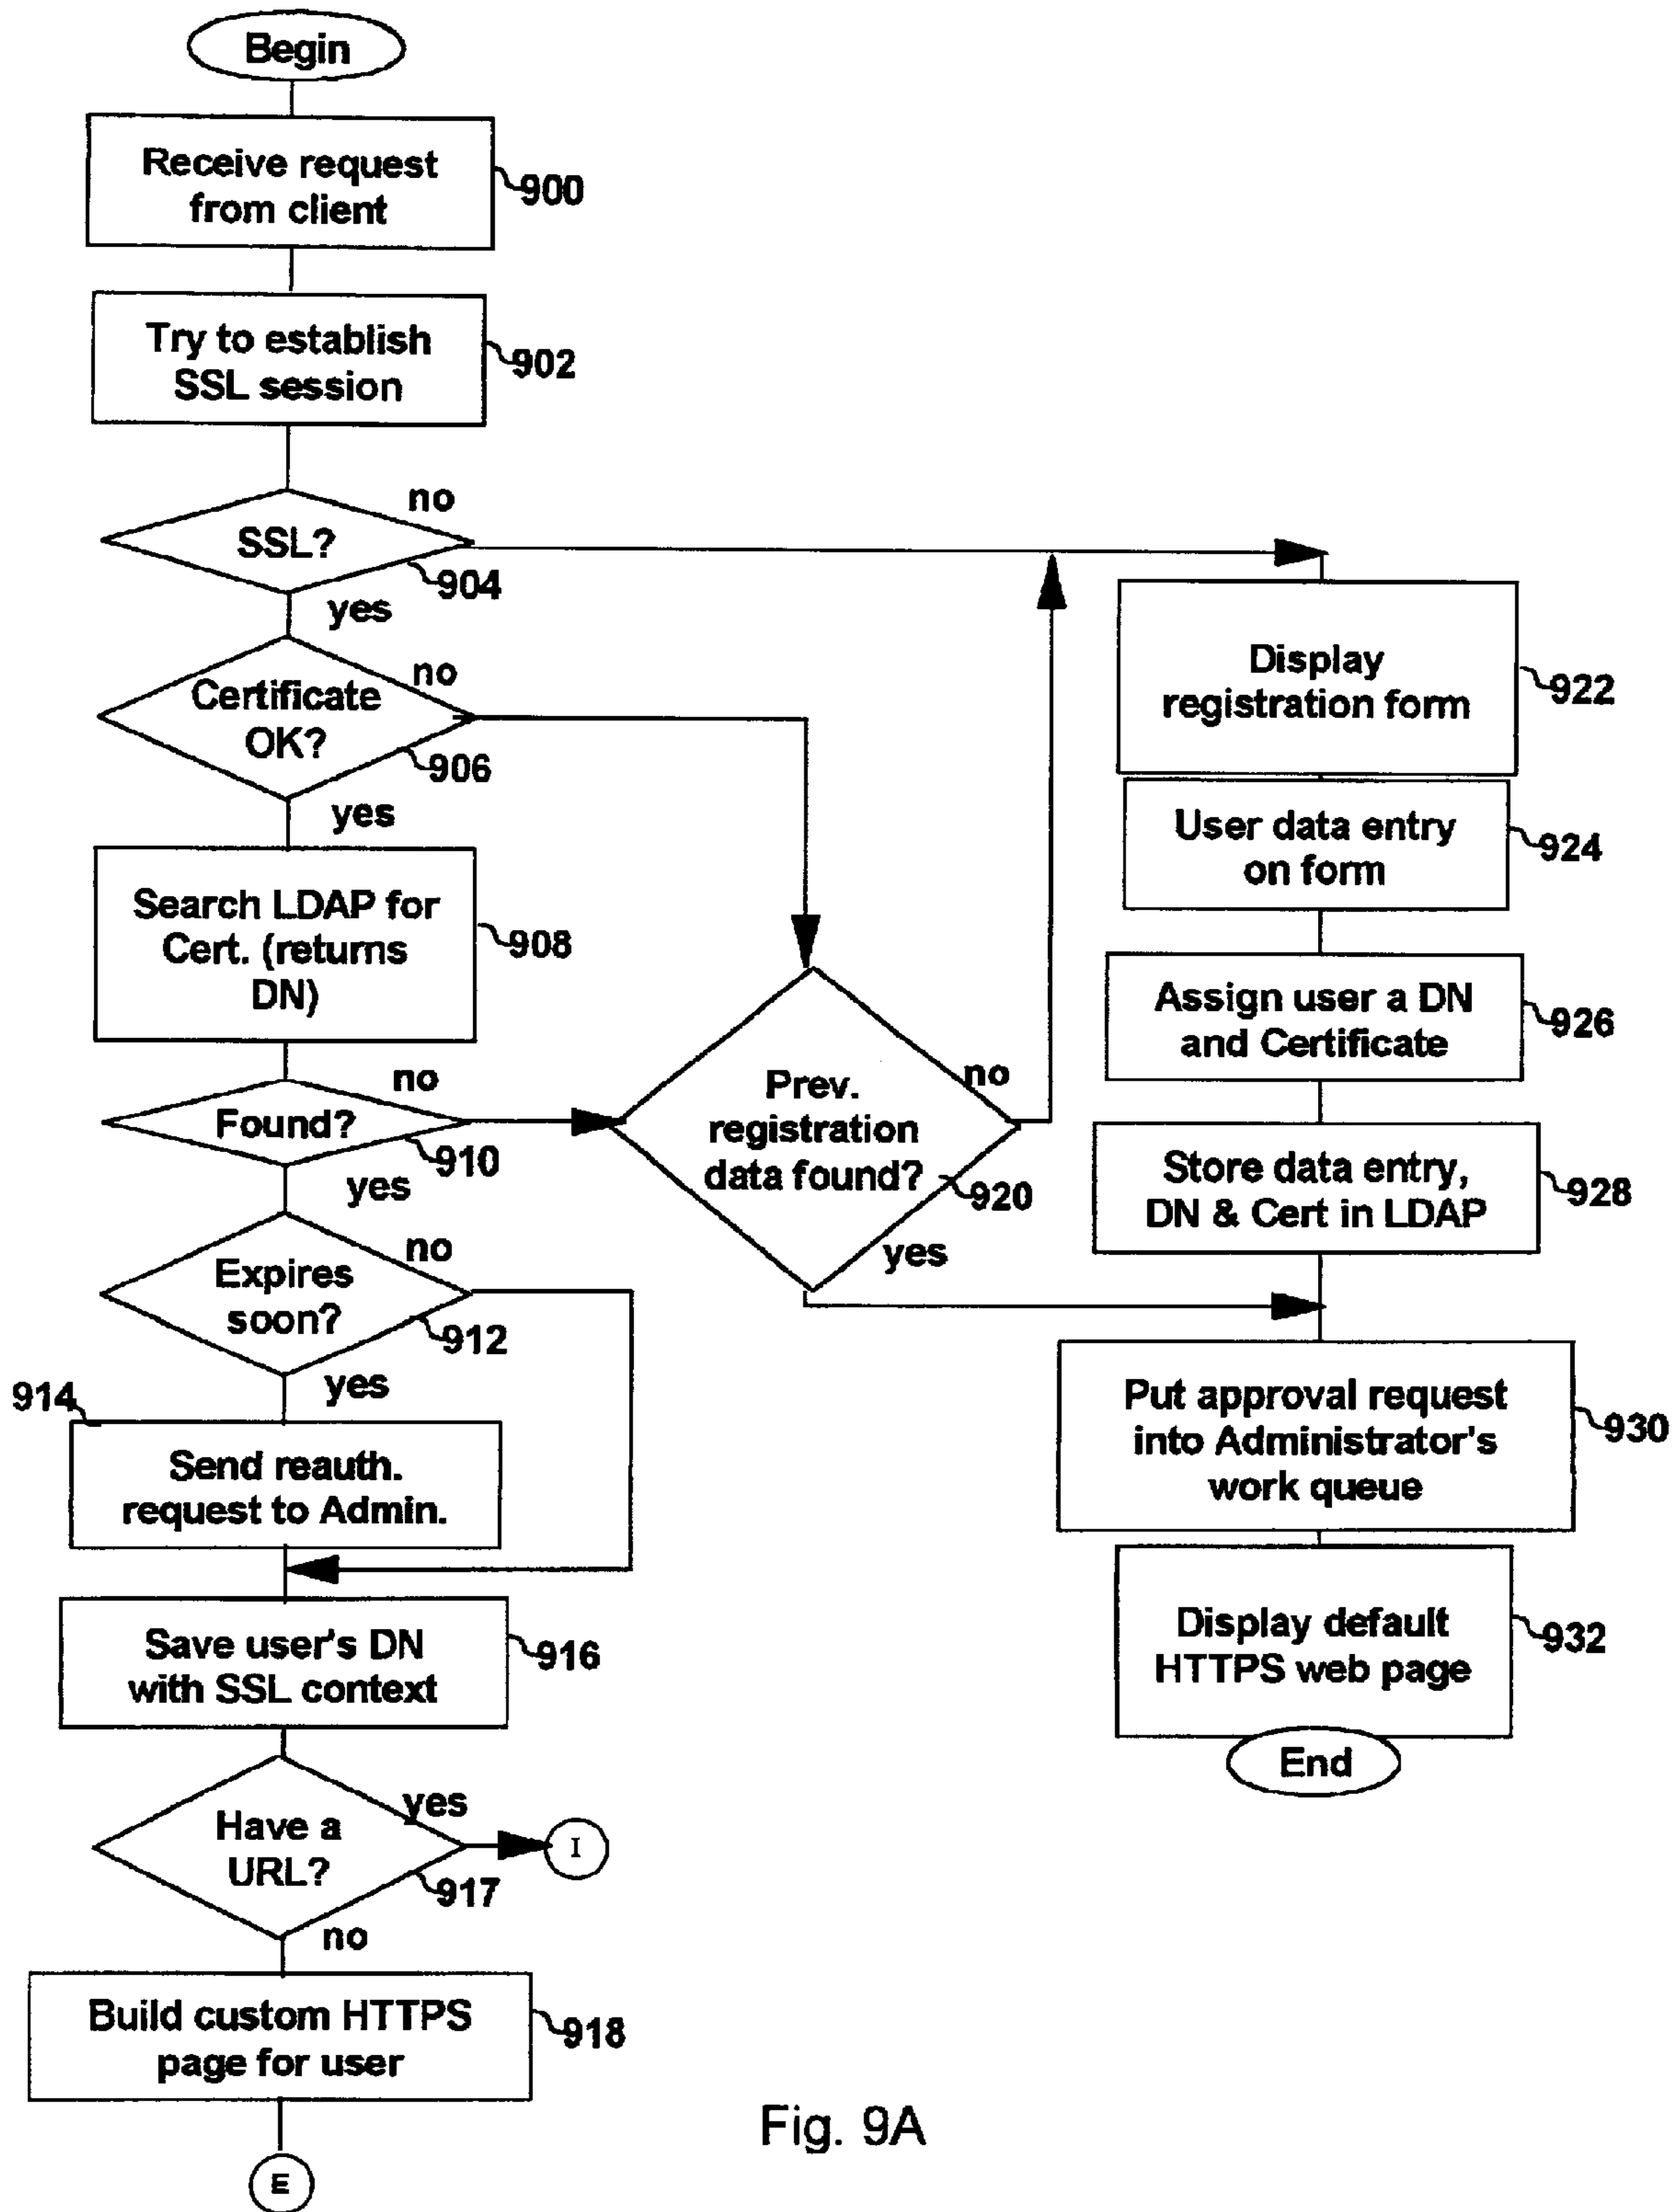 Begin
Receive request
from client
900
Try to establish
SSL session
902
SSL?
no
904
yes
Certificate
OK?
no
906
yes
Search LDAP for
Cert. (returns
DN)
908
Found?
no
910
yes
Expires
soon?
no
912
yes
914
Send reauth.
request to Admin.
Save user's DN
with SSL context
916
Have a
URL?
yes
I
917
no
Build custom HTTPS
page for user
918
E
Prev.
registration
data found?
no
920
yes
Display
registration form
922
User data entry
on form
924
Assign user a DN
and Certificate
926
Store data entry,
DN & Cert in LDAP
928
Put approval request
into Administrator's
work queue
930
Display default
HTTPS web page
932
End
Fig. 9A